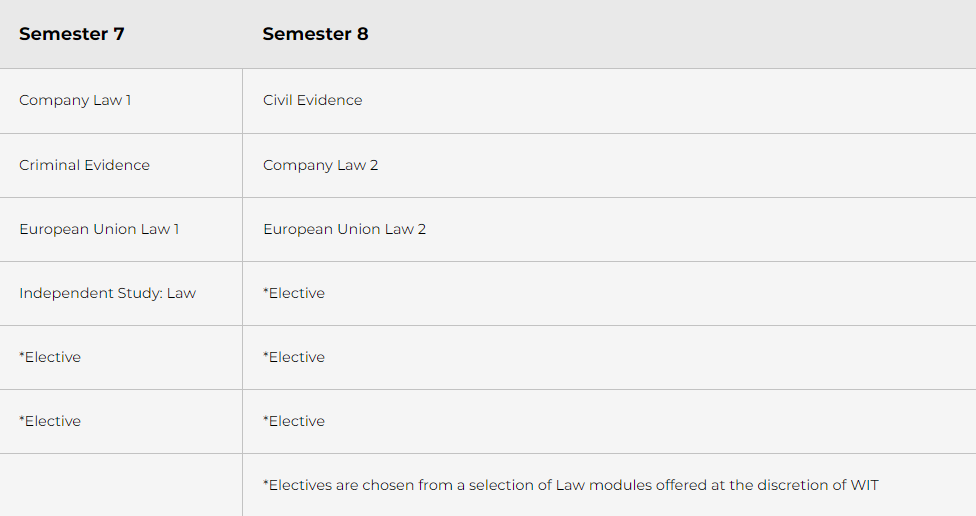 Semester 7 Semester 8
Company Law 1 Civil Evidence
Criminal Evidence Company Law 2
European Union Law 1 European Union Law 2
Independent Study: Law *Elective
*Elective *Elective
*Elective *Elective
*Electives are chosen from a selection of Law modules offered at the discretion of WIT